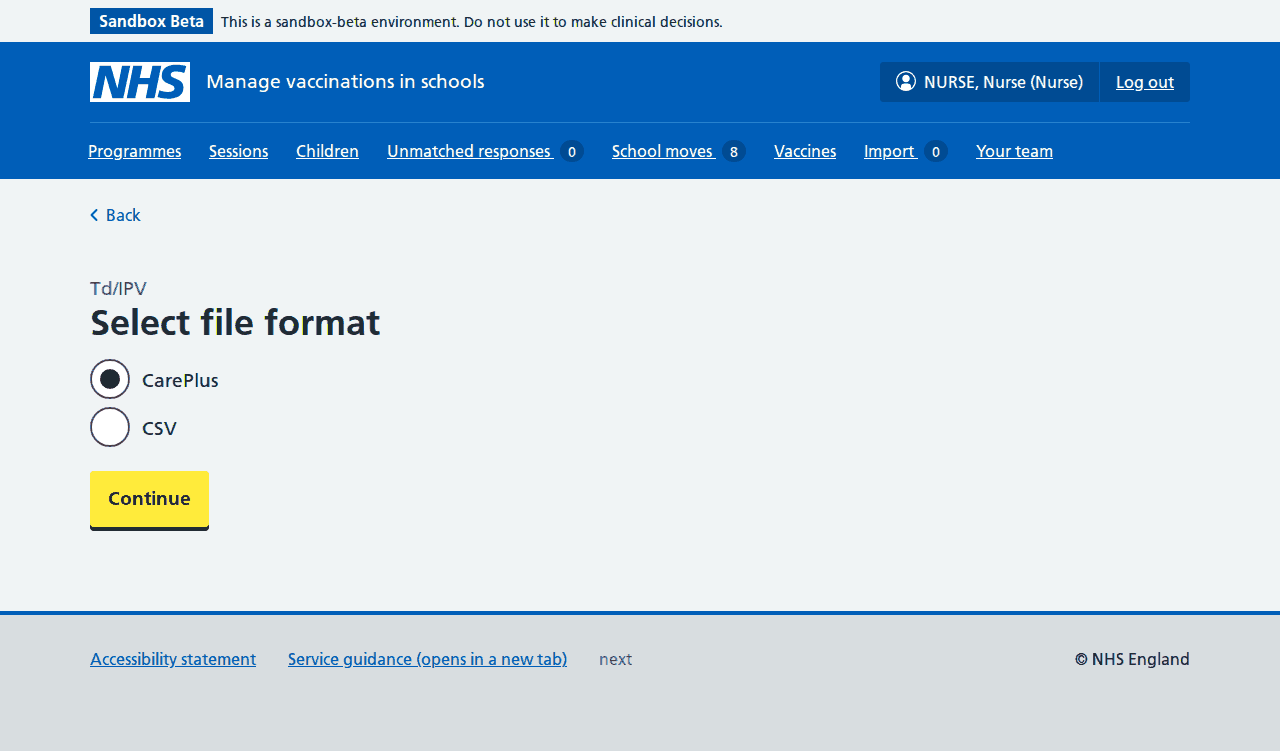 Sandbox Beta This is a sandbox-beta environment. Do not use it to make clinical decisions.
NHS Manage vaccinations in schools NURSE, Nurse (Nurse) Log out
Programmes Sessions Children Unmatched responses 0 School moves 8 Vaccines Import 0 Your team
Back
Td/IPV
Select file format
CarePlus
CSV
Continue
Accessibility statement Service guidance (opens in a new tab) next © NHS England